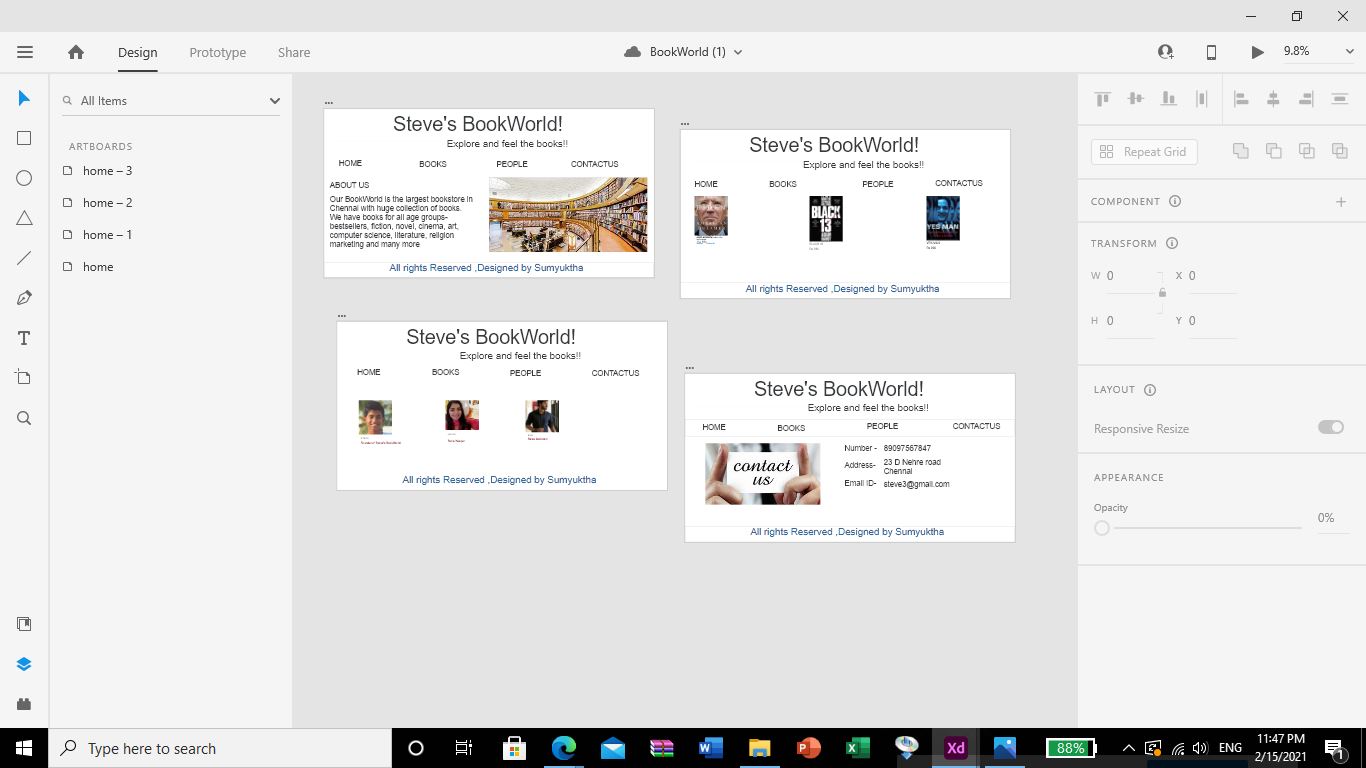 Design
Prototype
Share
BookWorld (1)
9.8%
All Items
ARTBOARDS
home – 3
home – 2
home – 1
home
...
Steve's BookWorld!
Explore and feel the books!!
HOME
BOOKS
PEOPLE
CONTACTUS
ABOUT US
Our BookWorld is the largest bookstore in
Chennai with huge collection of books.
We have books for all age groups-
bestsellers, fiction, novel, cinema, art,
computer science, literature, religion
marketing and many more
All rights Reserved ,Designed by Sumyuktha
...
Steve's BookWorld!
Explore and feel the books!!
HOME
BOOKS
PEOPLE
CONTACTUS
BLACK
13
YES MAN
All rights Reserved ,Designed by Sumyuktha
...
Steve's BookWorld!
Explore and feel the books!!
HOME
BOOKS
PEOPLE
CONTACTUS
All rights Reserved ,Designed by Sumyuktha
...
Steve's BookWorld!
Explore and feel the books!!
HOME
BOOKS
PEOPLE
CONTACTUS
contact
us
Number - 89097567847
Address- 23 D Nehre road
Chennai
Email ID- steve3@gmail.com
All rights Reserved ,Designed by Sumyuktha
Repeat Grid
COMPONENT
TRANSFORM
W 0 X 0
H 0 Y 0
LAYOUT
Responsive Resize
APPEARANCE
Opacity
0%
Type here to search
W
P
X
Xd
88%
ENG
11:47 PM
2/15/2021
1